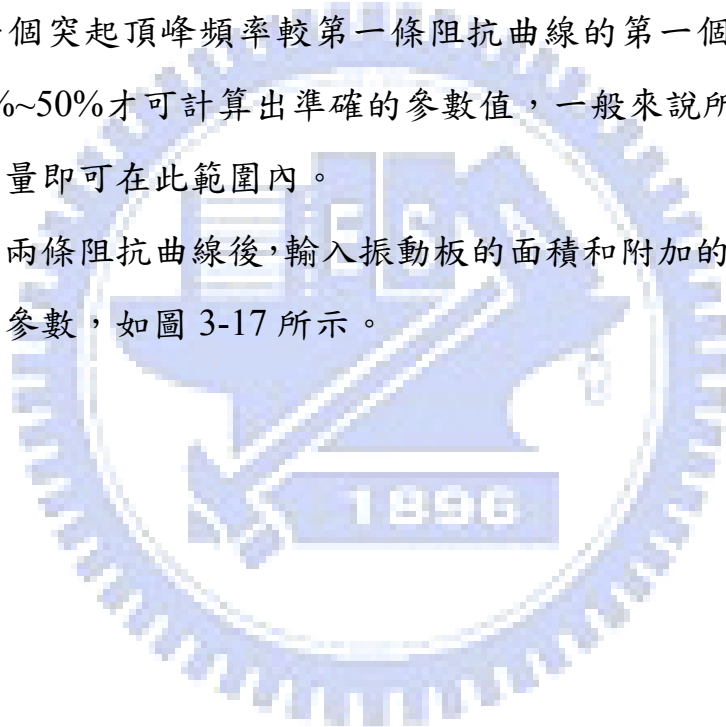 個突起頂峰頻率較第一條阻抗曲線的第一個
%~50%才可計算出準確的參數值，一般來說所
量即可在此範圍內。
兩條阻抗曲線後，輸入振動板的面積和附加的
參數，如圖 3-17 所示。
E S
1896